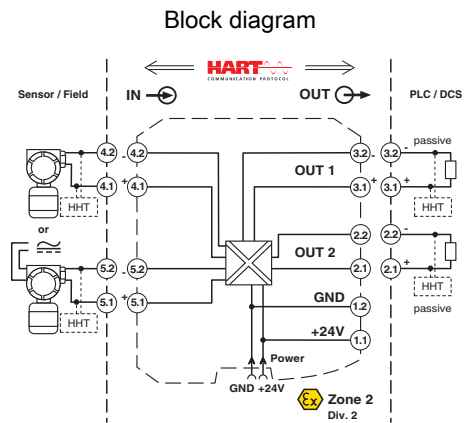 Block diagram
HART
COMMUNICATION PROTOCOL
Sensor / Field
IN
OUT
PLC / DCS
4.2 - 4.2
3.2 - 3.2 -
passive
OUT 1
4.1 + 4.1
3.1 + 3.1 +
HHT
HHT
or
2.2 2.2 -
5.2 - 5.2
OUT 2
2.1 2.1 +
HHT
5.1 + 5.1
GND
1.2
passive
HHT
+24V
1.1
Power
GND +24V
Ex Zone 2
Div. 2